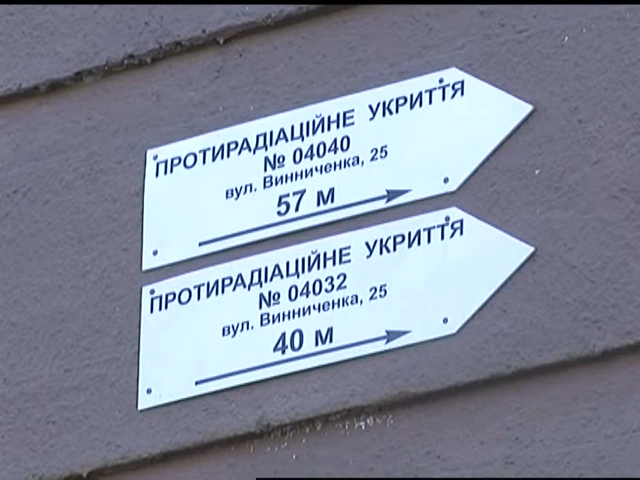 ПРОТИРАДІАЦІЙНЕ УКРИТТЯ
№ 04040
вул. Винниченка, 25
57 м
ПРОТИРАДІАЦІЙНЕ УКРИТТЯ
№ 04032
вул. Винниченка, 25
40 м